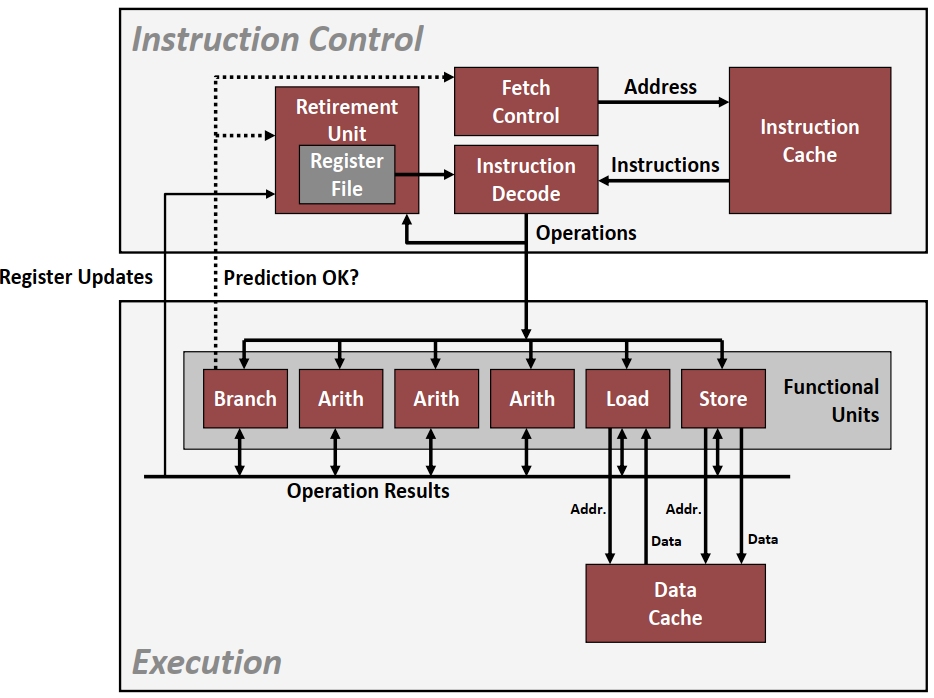 Instruction Control
Fetch
Control
Address
Instruction
Cache
Retirement
Unit
Register
File
Instruction
Decode
Instructions
Operations
Register Updates
Prediction OK?
Branch
Arith
Arith
Arith
Load
Store
Functional
Units
Operation Results
Addr.
Addr.
Data
Data
Data
Cache
Execution